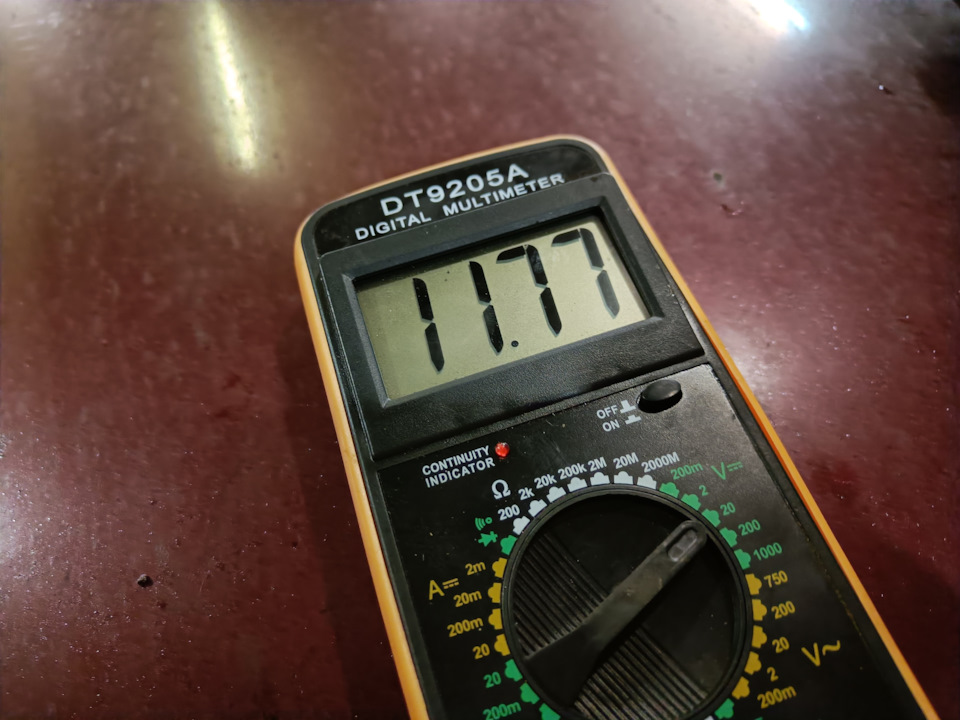 DT9205A
DIGITAL MULTIMETER
11.77
OFF
ON
CONTINUITY
INDICATOR
Ω
200
2k
20k
200k
2M
20M
2000M
V⎓
200m
2
20
200
1000
V~
750
200
20
2
200m
A⎓
2m
20m
200m
20
20
200m